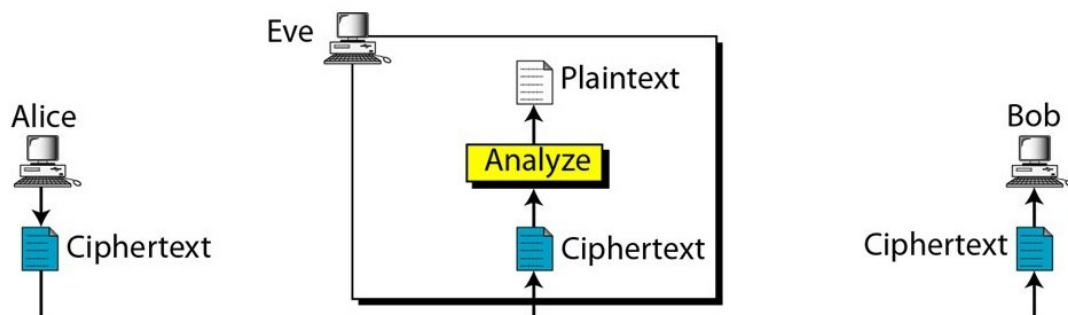 Eve
Plaintext
Alice
Bob
Analyze
Ciphertext
Ciphertext
Ciphertext